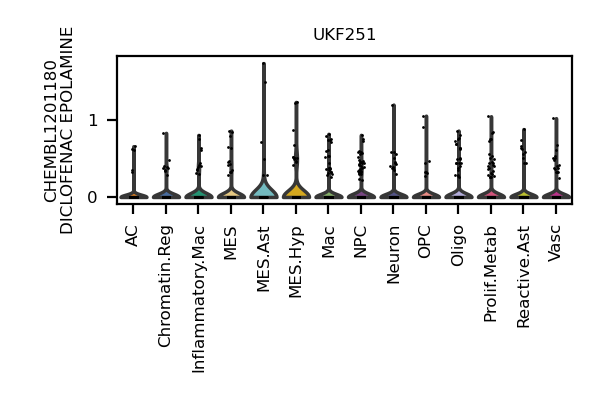 UKF251
CHEMBL1201180
DICLOFENAC EPOLAMINE
1
0
AC
Chromatin.Reg
Inflammatory.Mac
MES
MES.Ast
MES.Hyp
Mac
NPC
Neuron
OPC
Oligo
Prolif.Metab
Reactive.Ast
Vasc